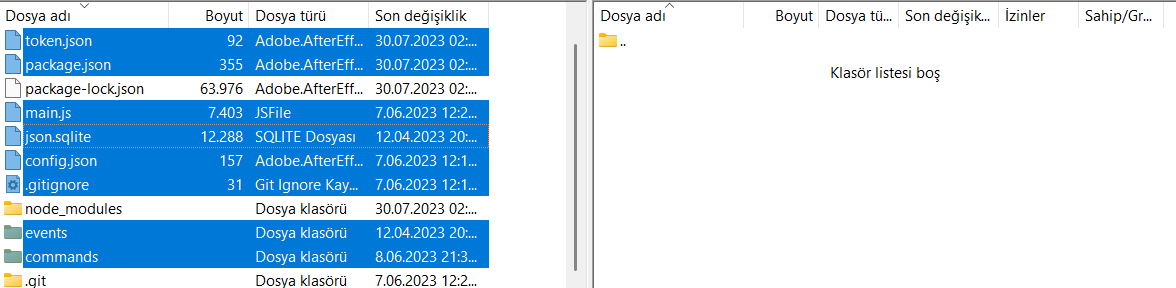 Dosya adı Boyut Dosya türü Son değişiklik
token.json 92 Adobe.AfterEff... 30.07.2023 02:...
package.json 355 Adobe.AfterEff... 30.07.2023 02:...
package-lock.json 63.976 Adobe.AfterEff... 30.07.2023 02:...
main.js 7.403 JSFile 7.06.2023 12:2...
json.sqlite 12.288 SQLITE Dosyası 12.04.2023 20:...
config.json 157 Adobe.AfterEff... 7.06.2023 12:1...
.gitignore 31 Git Ignore Kay... 7.06.2023 12:1...
node_modules Dosya klasörü 30.07.2023 02:...
events Dosya klasörü 12.04.2023 20:...
commands Dosya klasörü 8.06.2023 21:3...
.git Dosya klasörü 7.06.2023 12:2...
Dosya adı Boyut Dosya tü... Son değişik... İzinler Sahip/Gr...
..
Klasör listesi boş